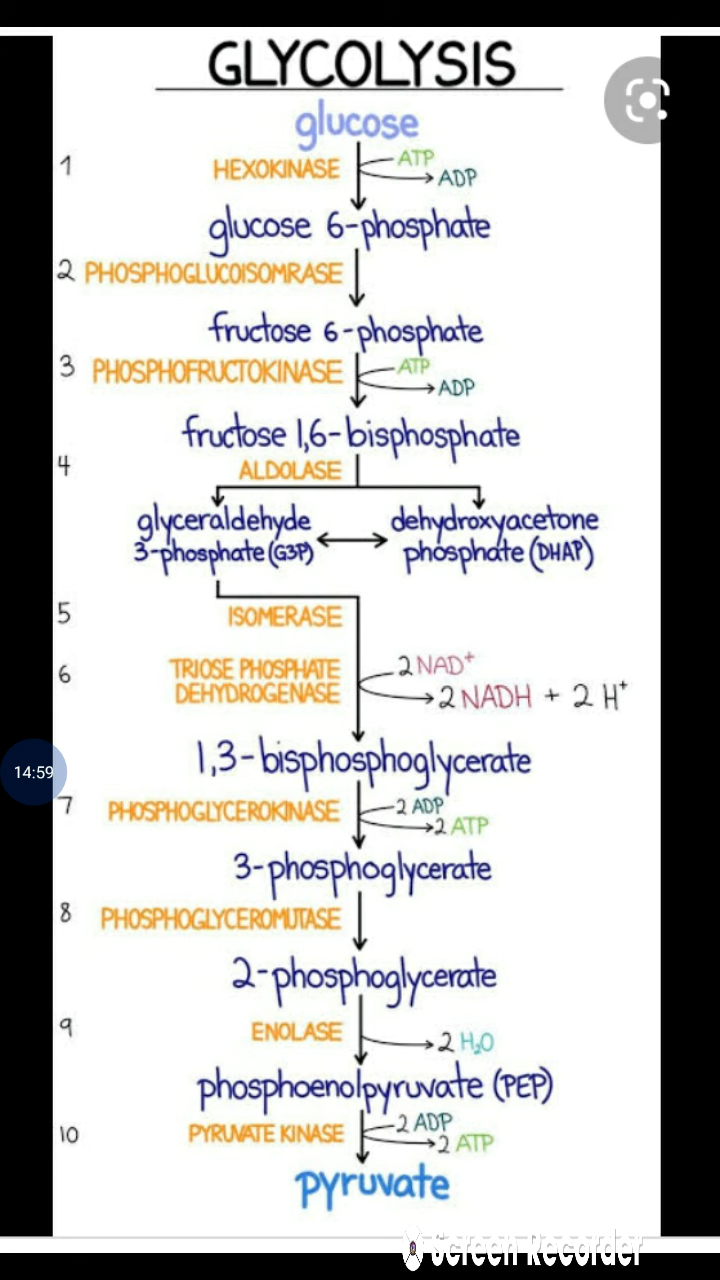 GLYCOLYSIS
glucose
1
HEXOKINASE
ATP
ADP
glucose 6-phosphate
2 PHOSPHOGLUCOISOMRASE
fructose 6-phosphate
3 PHOSPHOFRUCTOKINASE
ATP
ADP
fructose 1,6-bisphosphate
4
ALDOLASE
glyceraldehyde
3-phosphate (G3P)
dehydroxyacetone
phosphate (DHAP)
5
ISOMERASE
6
TRIOSE PHOSPHATE
DEHYDROGENASE
2 NAD⁺
2 NADH + 2 H⁺
1,3-bisphosphoglycerate
14:59
7
PHOSPHOGLYCEROKINASE
2 ADP
2 ATP
3-phosphoglycerate
8
PHOSPHOGLYCEROMUTASE
2-phosphoglycerate
9
ENOLASE
2 H₂O
phosphoenolpyruvate (PEP)
10
PYRUVATE KINASE
2 ADP
2 ATP
pyruvate
Screen Recorder